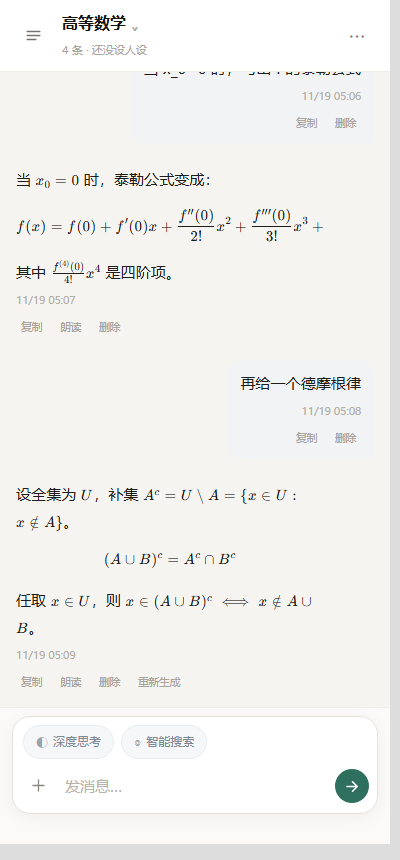 高等数学
4 条 · 还没设人设
11/19 05:06
复制 删除
当 x₀ = 0 时，泰勒公式变成：
f(x) = f(0) + f′(0)x + f″(0)/2! x² + f‴(0)/3! x³ +
其中 f⁽⁴⁾(0)/4! x⁴ 是四阶项。
11/19 05:07
复制 朗读 删除
再给一个德摩根律
11/19 05:08
复制 删除
设全集为 U，补集 Aᶜ = U \ A = {x ∈ U :
x ∉ A}。
(A ∪ B)ᶜ = Aᶜ ∩ Bᶜ
任取 x ∈ U，则 x ∈ (A ∪ B)ᶜ ⟺ x ∉ A ∪
B。
11/19 05:09
复制 朗读 删除 重新生成
深度思考 智能搜索
发消息...